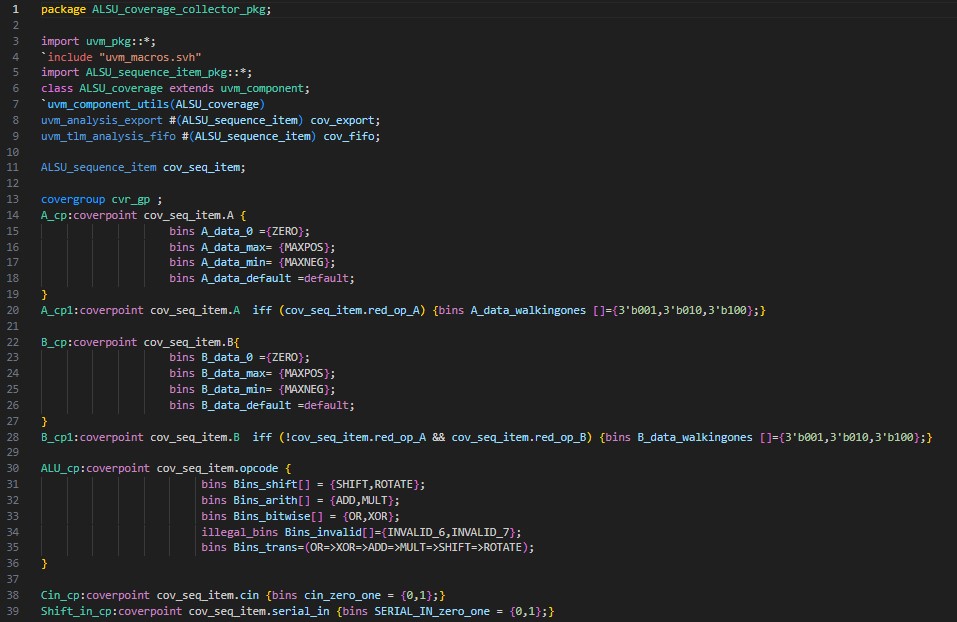 1 package ALSU_coverage_collector_pkg;
2
3 import uvm_pkg::*;
4 `include "uvm_macros.svh"
5 import ALSU_sequence_item_pkg::*;
6 class ALSU_coverage extends uvm_component;
7 `uvm_component_utils(ALSU_coverage)
8 uvm_analysis_export #(ALSU_sequence_item) cov_export;
9 uvm_tlm_analysis_fifo #(ALSU_sequence_item) cov_fifo;
10
11 ALSU_sequence_item cov_seq_item;
12
13 covergroup cvr_gp ;
14 A_cp:coverpoint cov_seq_item.A {
15 bins A_data_0 ={ZERO};
16 bins A_data_max= {MAXPOS};
17 bins A_data_min= {MAXNEG};
18 bins A_data_default =default;
19 }
20 A_cp1:coverpoint cov_seq_item.A  iff (cov_seq_item.red_op_A) {bins A_data_walkingones []={3'b001,3'b010,3'b100};}
21
22 B_cp:coverpoint cov_seq_item.B{
23 bins B_data_0 ={ZERO};
24 bins B_data_max= {MAXPOS};
25 bins B_data_min= {MAXNEG};
26 bins B_data_default =default;
27 }
28 B_cp1:coverpoint cov_seq_item.B  iff (!cov_seq_item.red_op_A && cov_seq_item.red_op_B) {bins B_data_walkingones []={3'b001,3'b010,3'b100};}
29
30 ALU_cp:coverpoint cov_seq_item.opcode {
31 bins Bins_shift[] = {SHIFT,ROTATE};
32 bins Bins_arith[] = {ADD,MULT};
33 bins Bins_bitwise[] = {OR,XOR};
34 illegal_bins Bins_invalid[]={INVALID_6,INVALID_7};
35 bins Bins_trans=(OR=>XOR=>ADD=>MULT=>SHIFT=>ROTATE);
36 }
37
38 Cin_cp:coverpoint cov_seq_item.cin {bins cin_zero_one = {0,1};}
39 Shift_in_cp:coverpoint cov_seq_item.serial_in {bins SERIAL_IN_zero_one = {0,1};}